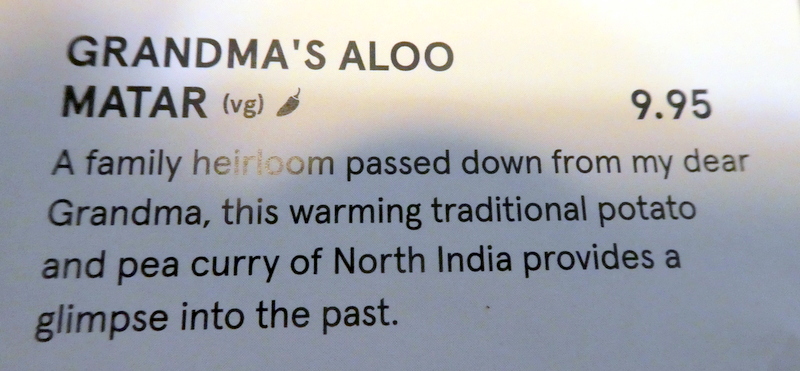 GRANDMA'S ALOO
MATAR (vg) 9.95
A family heirloom passed down from my dear
Grandma, this warming traditional potato
and pea curry of North India provides a
glimpse into the past.